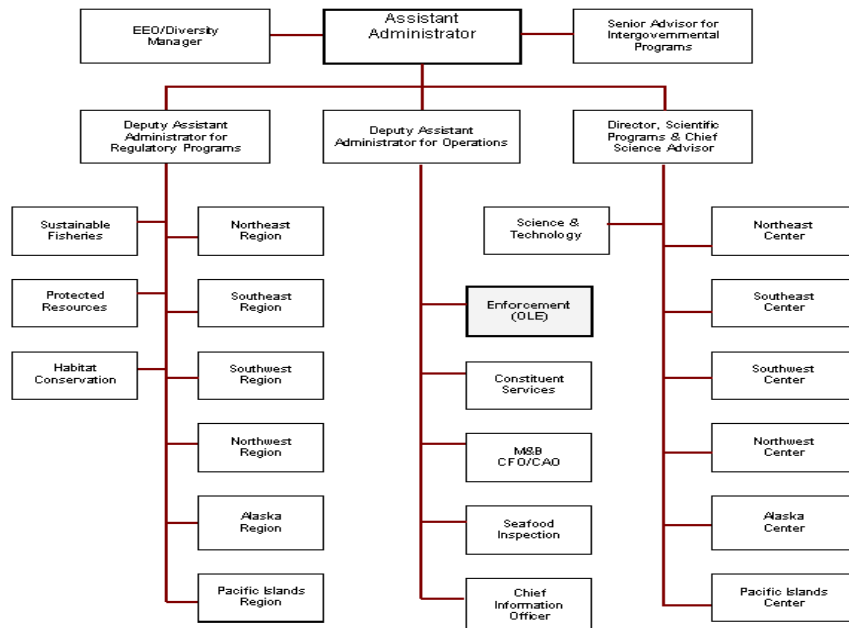 EEO/Diversity
Manager
Assistant
Administrator
Senior Advisor for
Intergovernmental
Programs
Deputy Assistant
Administrator for
Regulatory Programs
Deputy Assistant
Administrator for Operations
Director, Scientific
Programs & Chief
Science Advisor
Sustainable
Fisheries
Northeast
Region
Science &
Technology
Northeast
Center
Protected
Resources
Southeast
Region
Enforcement
(OLE)
Southeast
Center
Habitat
Conservation
Southwest
Region
Constituent
Services
Southwest
Center
Northwest
Region
M&B
CFO/CAO
Northwest
Center
Alaska
Region
Seafood
Inspection
Alaska
Center
Pacific Islands
Region
Chief
Information
Officer
Pacific Islands
Center